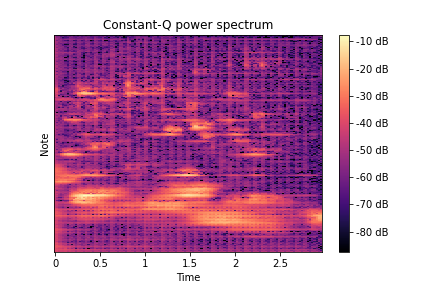 Constant-Q power spectrum
Note
-10 dB
-20 dB
-30 dB
-40 dB
-50 dB
-60 dB
-70 dB
-80 dB
0 0.5 1 1.5 2 2.5
Time